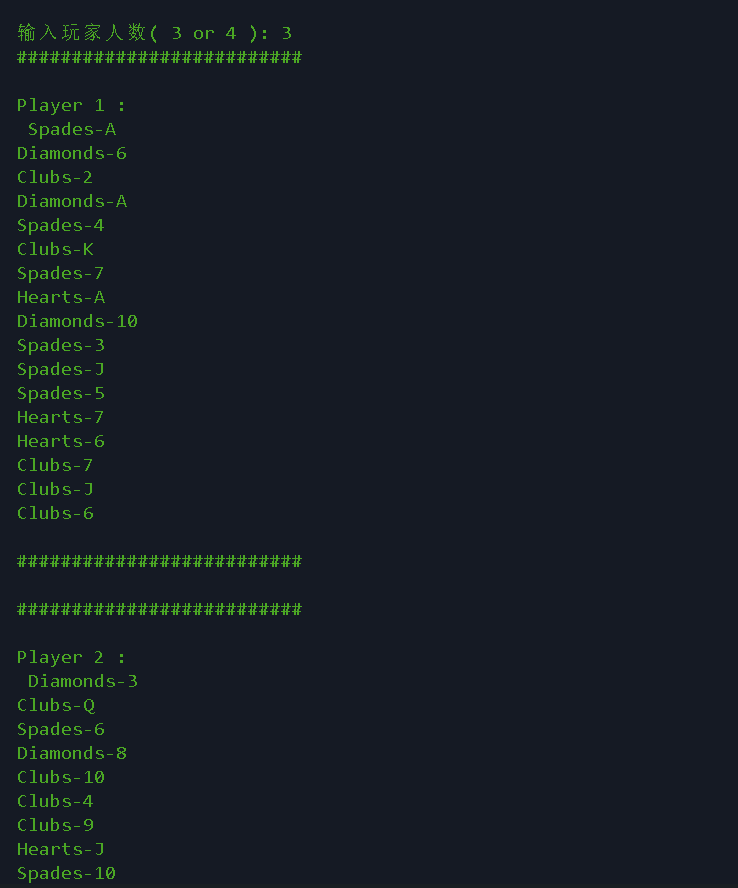 输入玩家人数( 3 or 4 ): 3
##########################
Player 1 :
Spades-A
Diamonds-6
Clubs-2
Diamonds-A
Spades-4
Clubs-K
Spades-7
Hearts-A
Diamonds-10
Spades-3
Spades-J
Spades-5
Hearts-7
Hearts-6
Clubs-7
Clubs-J
Clubs-6
##########################
##########################
Player 2 :
Diamonds-3
Clubs-Q
Spades-6
Diamonds-8
Clubs-10
Clubs-4
Clubs-9
Hearts-J
Spades-10